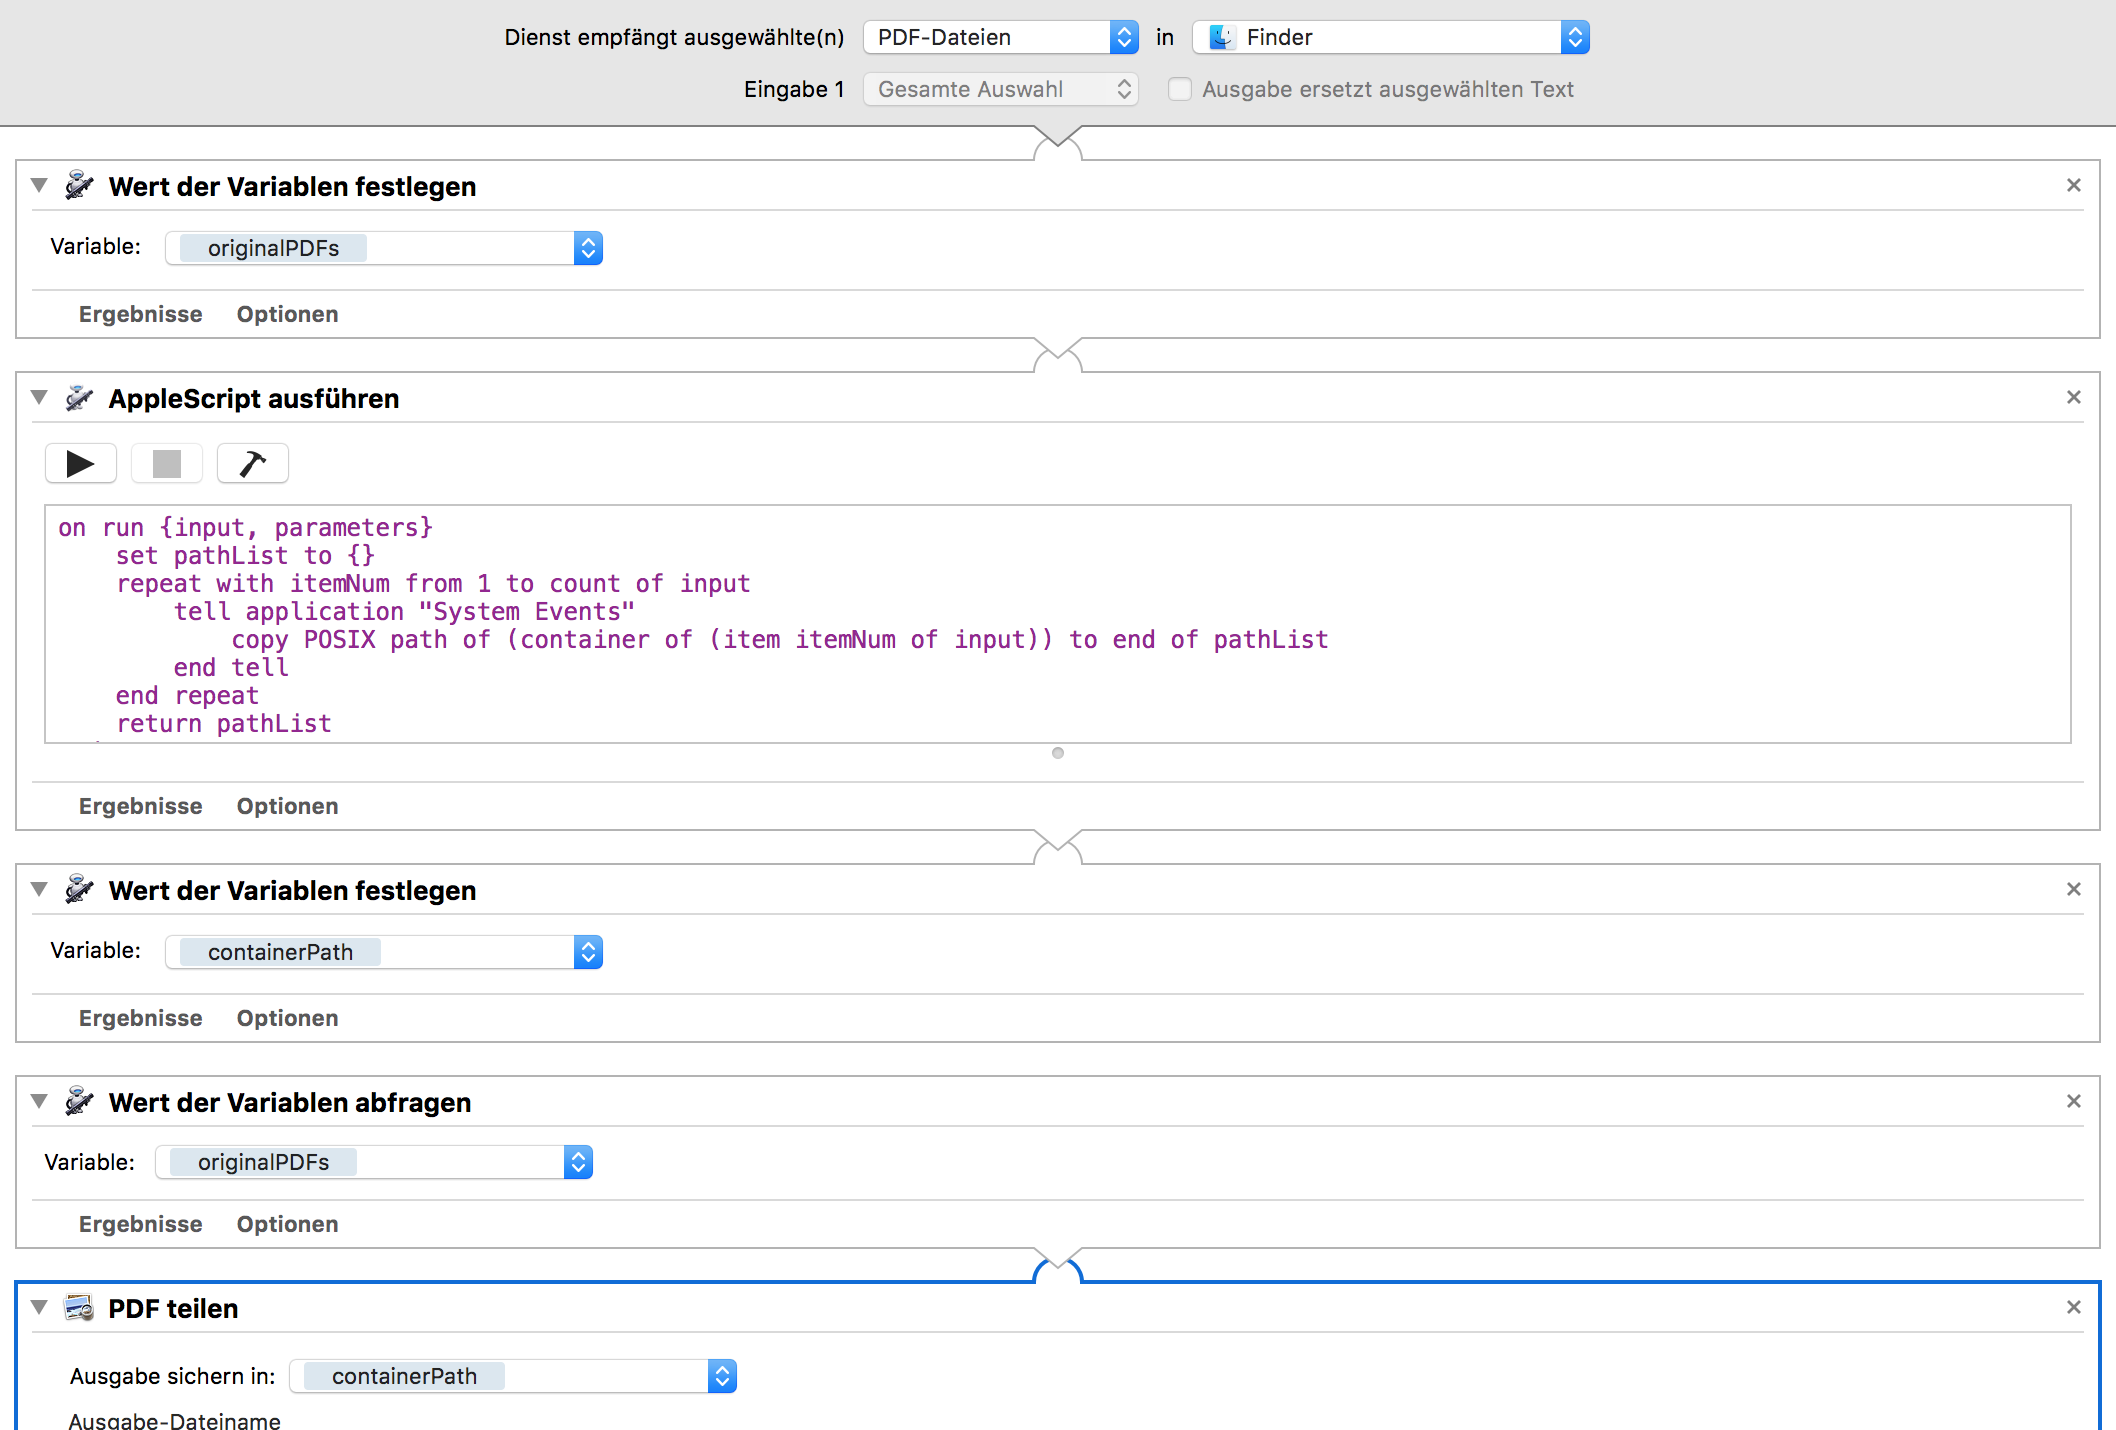 Dienst empfängt ausgewählte(n) PDF-Dateien in Finder
Eingabe 1 Gesamte Auswahl Ausgabe ersetzt ausgewählten Text
Wert der Variablen festlegen
Variable: originalPDFs
Ergebnisse Optionen
AppleScript ausführen
on run {input, parameters}
set pathList to {}
repeat with itemNum from 1 to count of input
tell application "System Events"
copy POSIX path of (container of (item itemNum of input)) to end of pathList
end tell
end repeat
return pathList
Ergebnisse Optionen
Wert der Variablen festlegen
Variable: containerPath
Ergebnisse Optionen
Wert der Variablen abfragen
Variable: originalPDFs
Ergebnisse Optionen
PDF teilen
Ausgabe sichern in: containerPath
Ausgabe-Dateiname